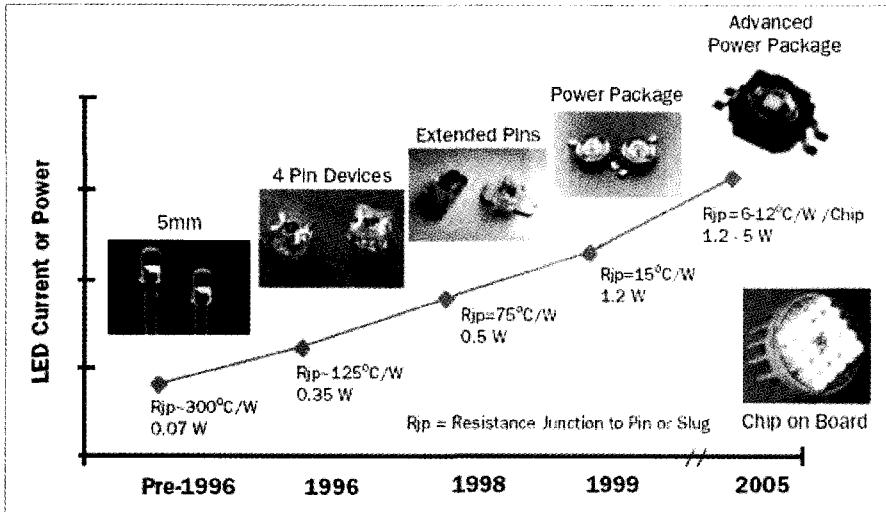 Advanced
Power Package
Power Package
Extended Pins
4 Pin Devices
5mm
LED Current or Power
Rjp~300°C/W
0.07 W
Rjp~125°C/W
0.35 W
Rjp=75°C/W
0.5 W
Rjp=15°C/W
1.2 W
Rjp=6-12°C/W /Chip
1.2 - 5 W
Rjp = Resistance Junction to Pin or Slug
Chip on Board
Pre-1996
1996
1998
1999
//
2005